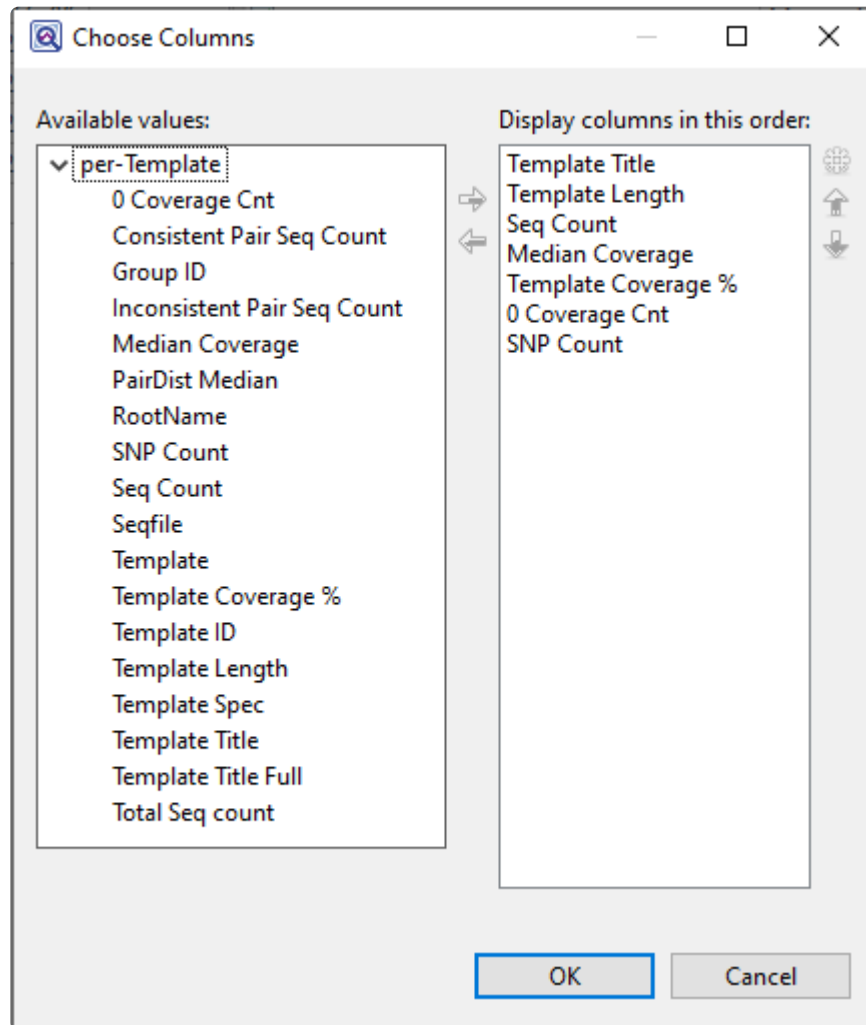 Choose Columns
Available values:
per-Template
0 Coverage Cnt
Consistent Pair Seq Count
Group ID
Inconsistent Pair Seq Count
Median Coverage
PairDist Median
RootName
SNP Count
Seq Count
Seqfile
Template
Template Coverage %
Template ID
Template Length
Template Spec
Template Title
Template Title Full
Total Seq count
Display columns in this order:
Template Title
Template Length
Seq Count
Median Coverage
Template Coverage %
0 Coverage Cnt
SNP Count
OK
Cancel